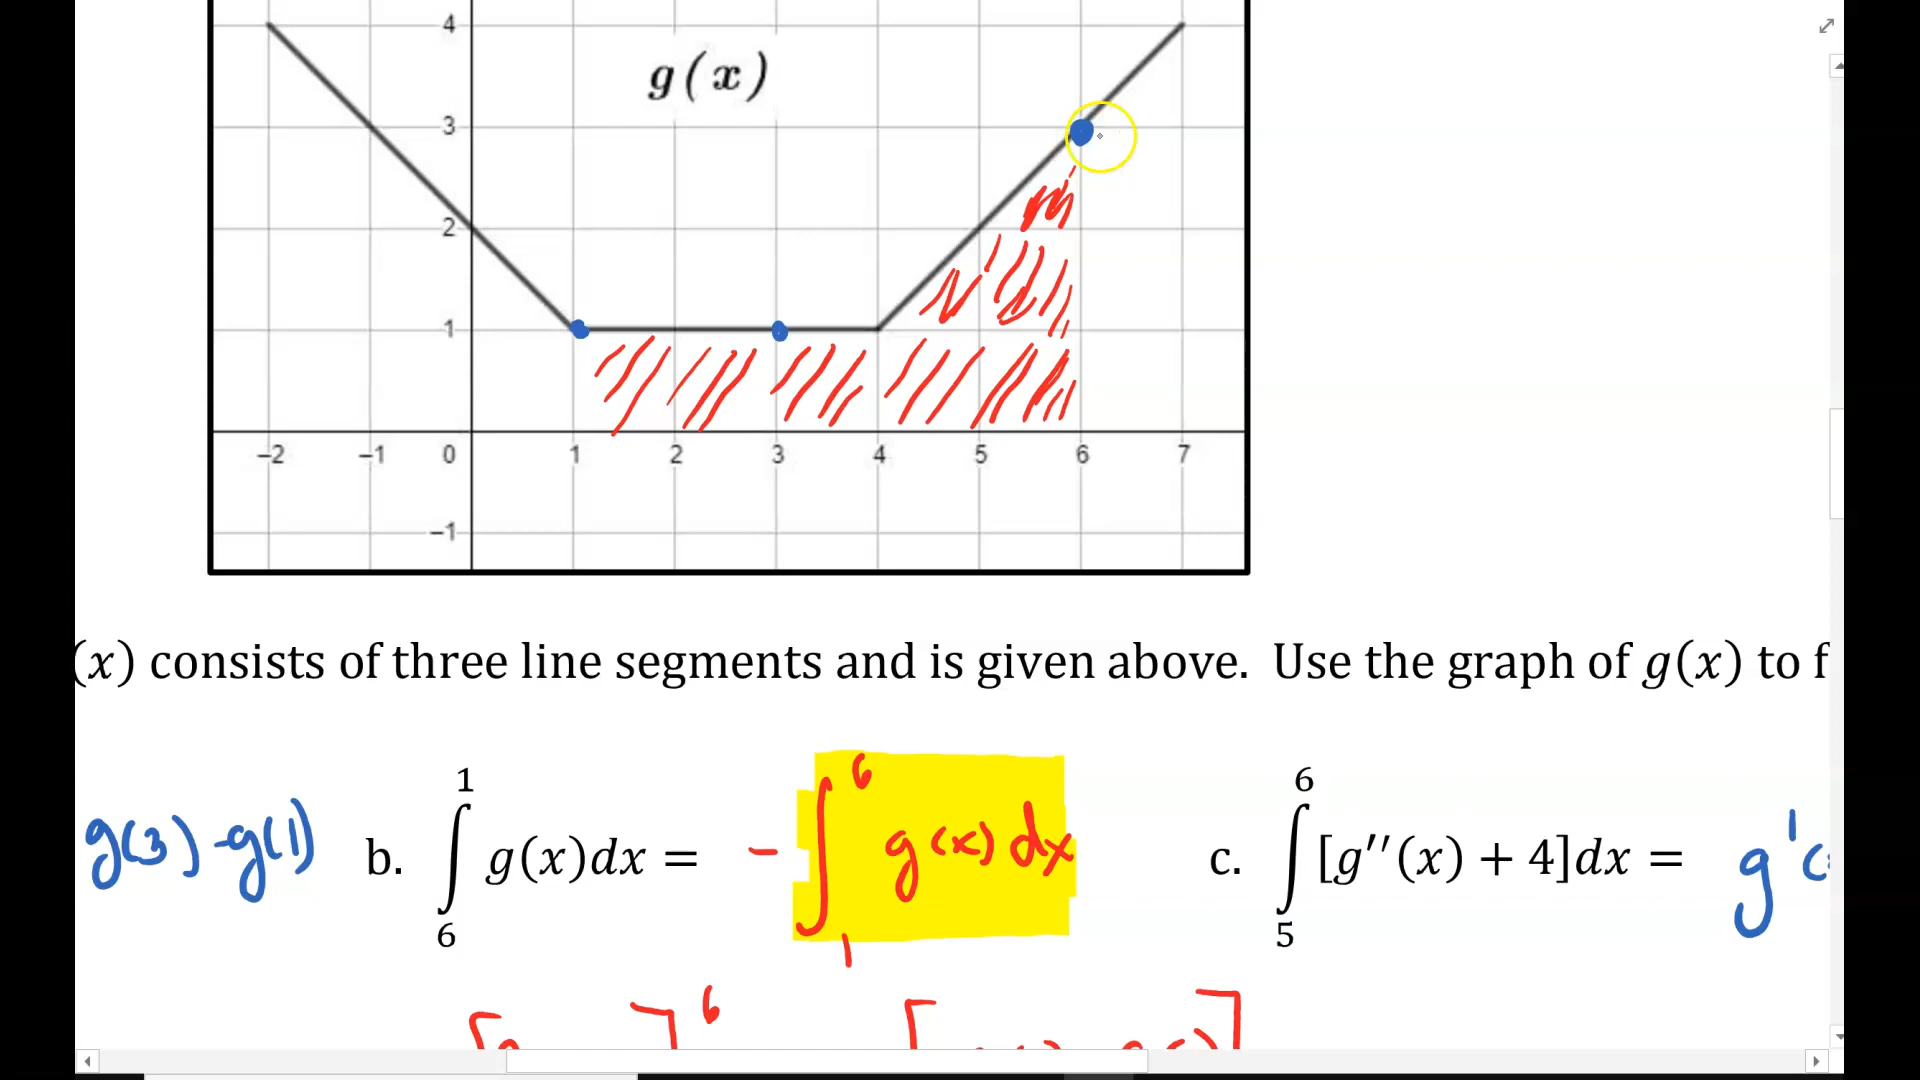 4
g(x)
3
2
1
-2 -1 0 1 2 3 4 5 6 7
-1
(x) consists of three line segments and is given above. Use the graph of g(x) to f
g(3) -g(1) b. ∫₆¹ g(x)dx = - ∫₁⁶ g(x) dx c. ∫₅⁶ [g''(x) + 4]dx = g'(
[ ]⁶ [ ]